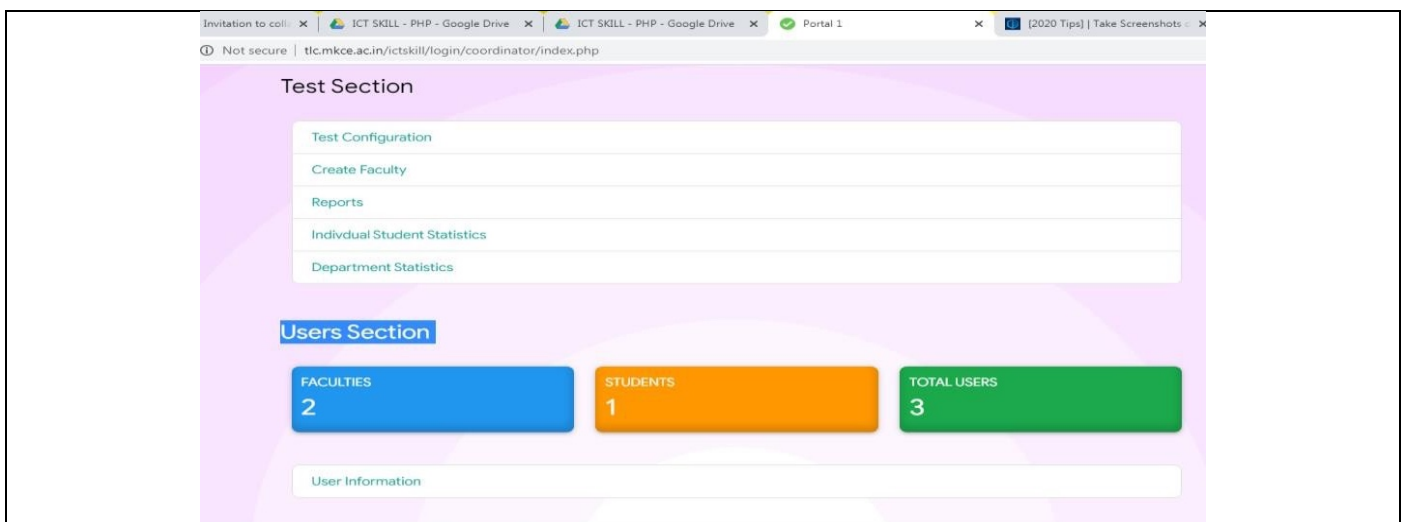 Invitation to coll
ICT SKILL - PHP - Google Drive
ICT SKILL - PHP - Google Drive
Portal 1
[2020 Tips] | Take Screenshots
Not secure | tlc.mkce.ac.in/ictskill/login/coordinator/index.php
Test Section
Test Configuration
Create Faculty
Reports
Indivdual Student Statistics
Department Statistics
Users Section
FACULTIES
2
STUDENTS
1
TOTAL USERS
3
User Information